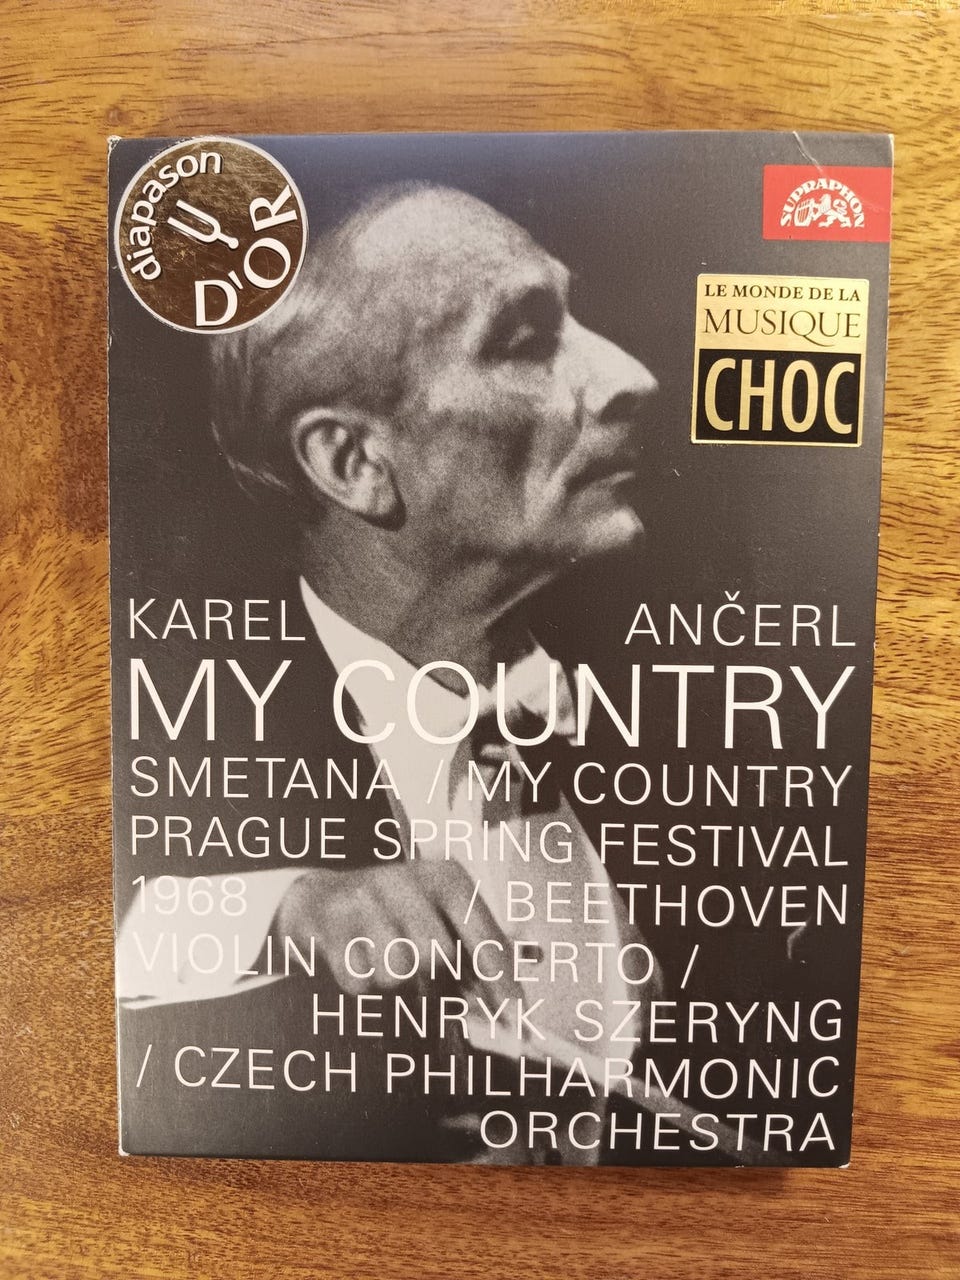 diapason
D'OR
SUPRAPHON
LE MONDE DE LA
MUSIQUE
CHOC
KAREL ANČERL
MY COUNTRY
SMETANA / MY COUNTRY
PRAGUE SPRING FESTIVAL
1968 / BEETHOVEN
VIOLIN CONCERTO /
HENRYK SZERYNG
/ CZECH PHILHARMONIC
ORCHESTRA